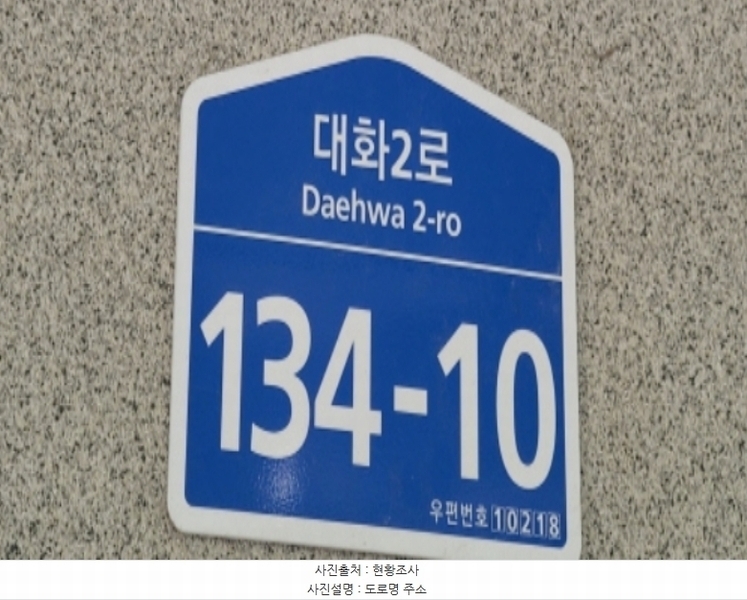 대화2로
Daehwa 2-ro
134-10
우편번호 10218
사진출처 : 현황조사
사진설명 : 도로명 주소